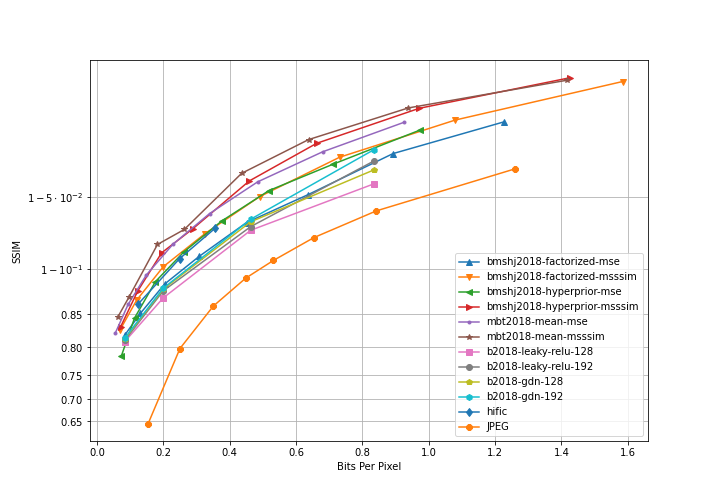 SSIM
1 − 5 · 10⁻²
1 − 10⁻¹
0.85
0.80
0.75
0.70
0.65
0.0 0.2 0.4 0.6 0.8 1.0 1.2 1.4 1.6
Bits Per Pixel
bmshj2018-factorized-mse
bmshj2018-factorized-msssim
bmshj2018-hyperprior-mse
bmshj2018-hyperprior-msssim
mbt2018-mean-mse
mbt2018-mean-msssim
b2018-leaky-relu-128
b2018-leaky-relu-192
b2018-gdn-128
b2018-gdn-192
hific
JPEG